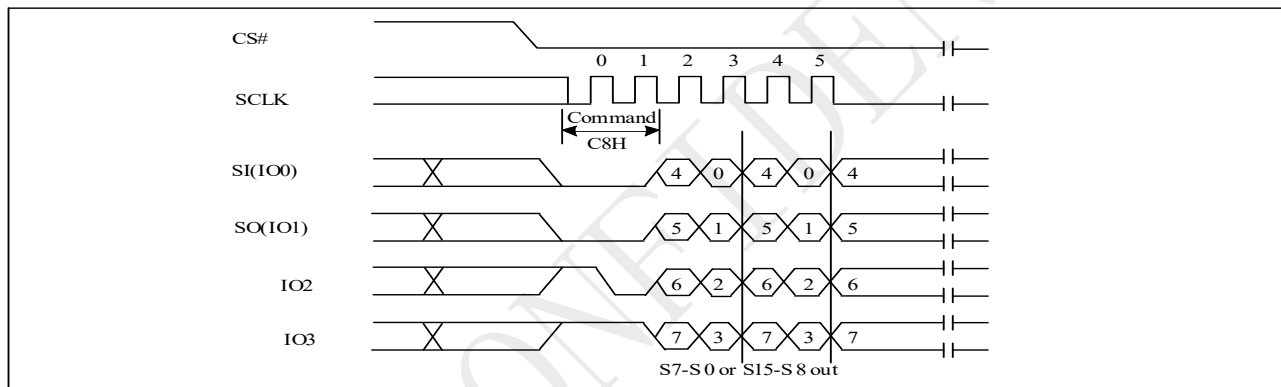 CS#
0 1 2 3 4 5
SCLK
Command
C8H
SI(IO0) 4 0 4 0 4
SO(IO1) 5 1 5 1 5
IO2 6 2 6 2 6
IO3 7 3 7 3 7
S7-S0 or S15-S8 out